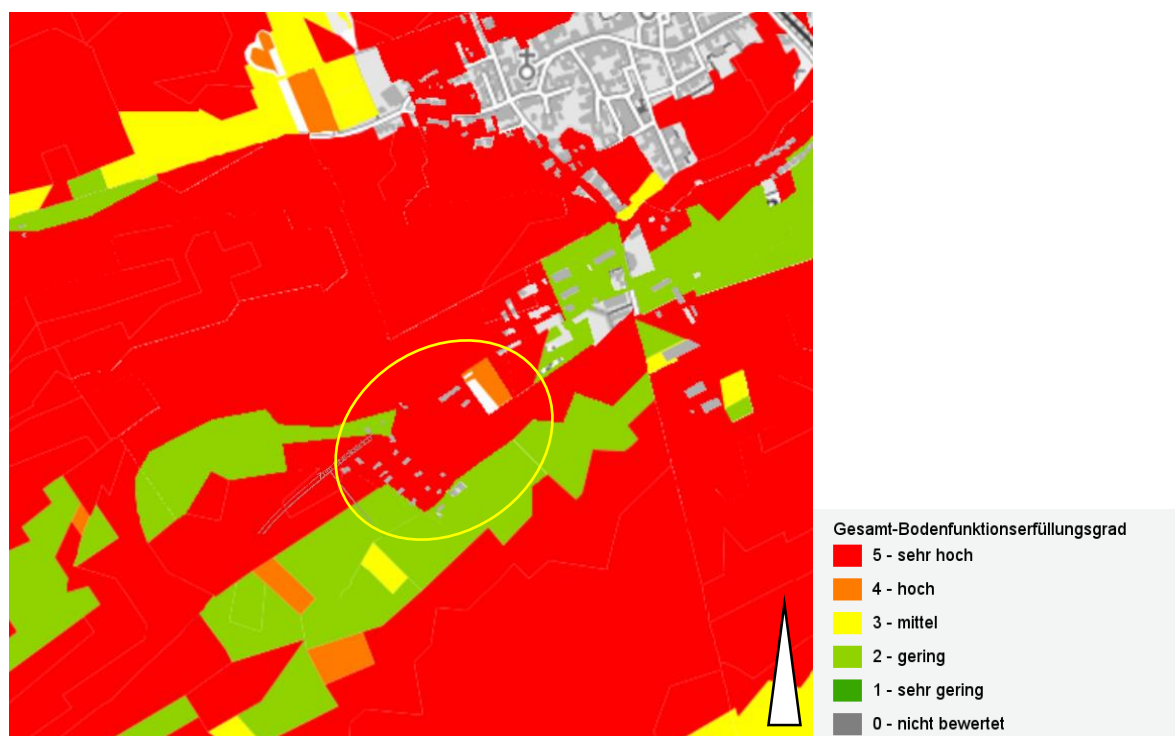 Gesamt-Bodenfunktionserfüllungsgrad
5 - sehr hoch
4 - hoch
3 - mittel
2 - gering
1 - sehr gering
0 - nicht bewertet